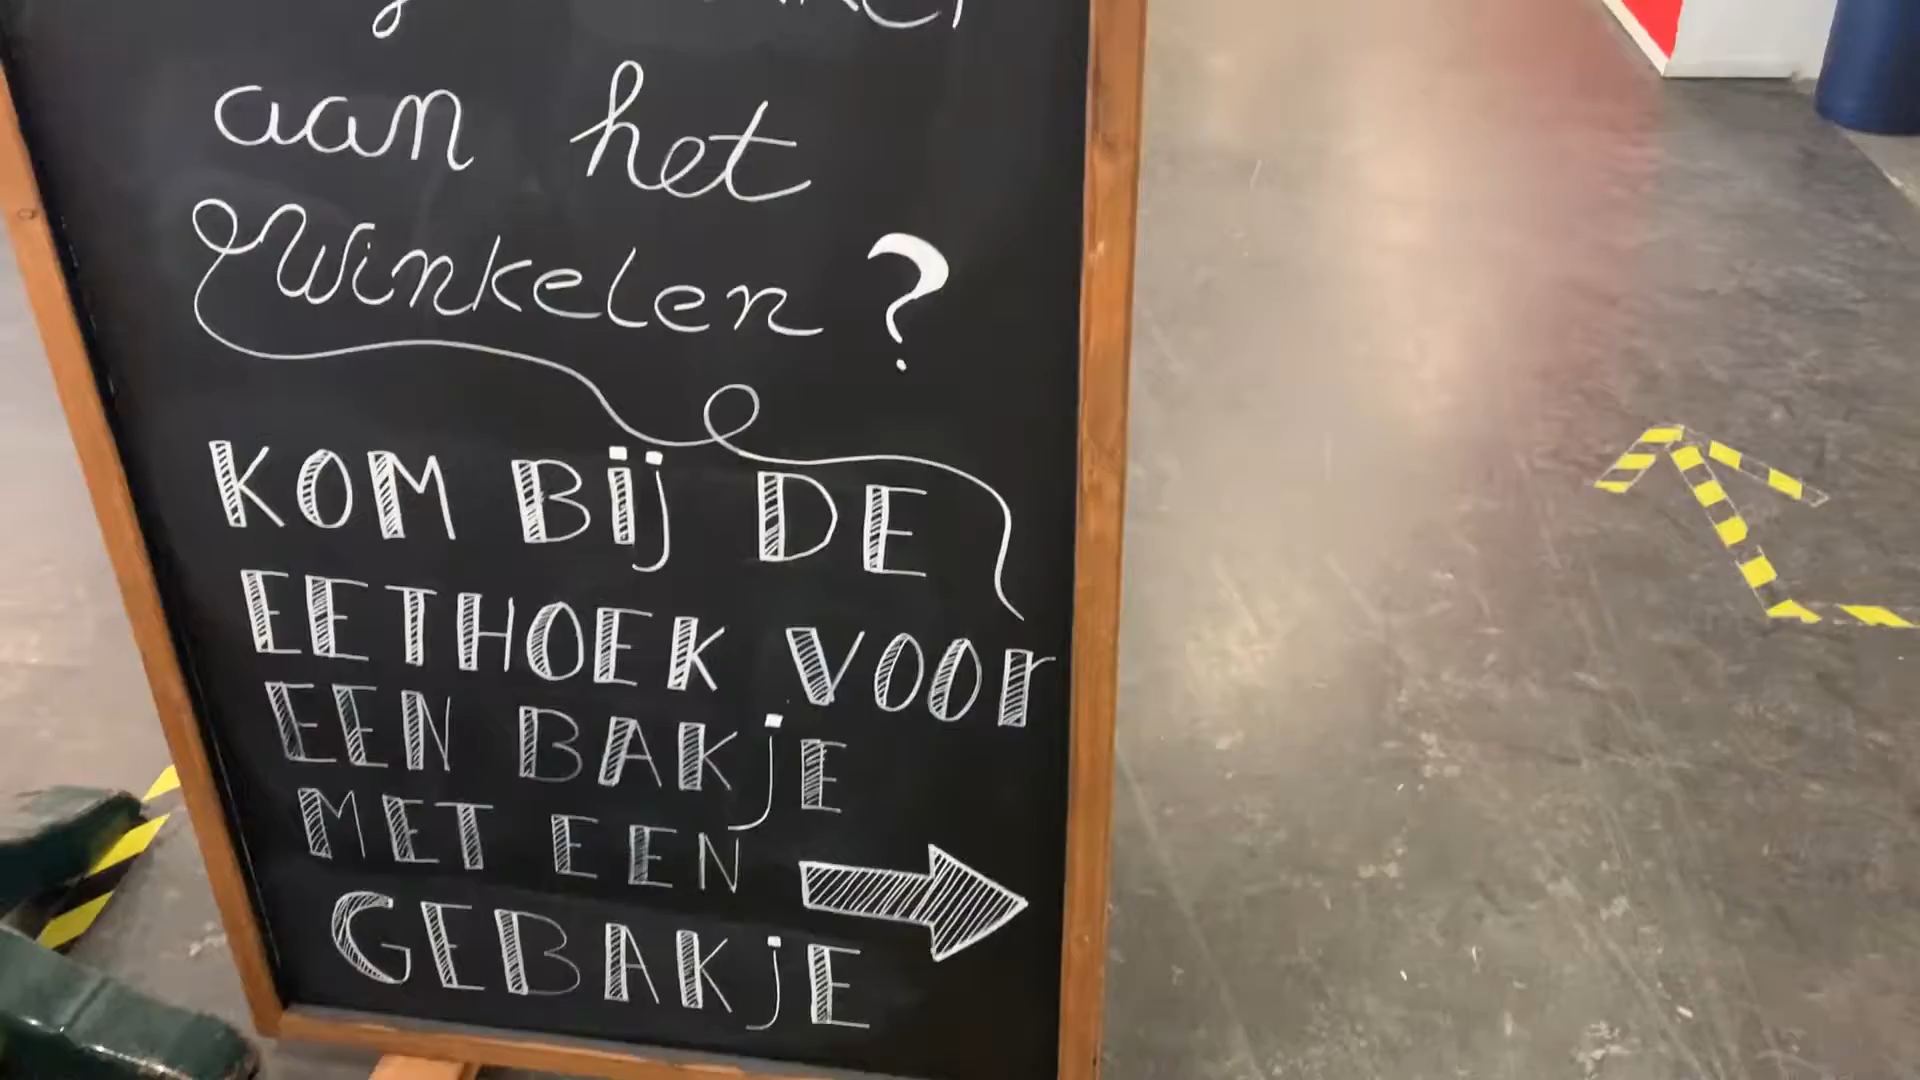 aan het
Winkelen?
KOM BIJ DE
EETHOEK VOOr
EEN BAKjE
MET EEN
GEBAKjE